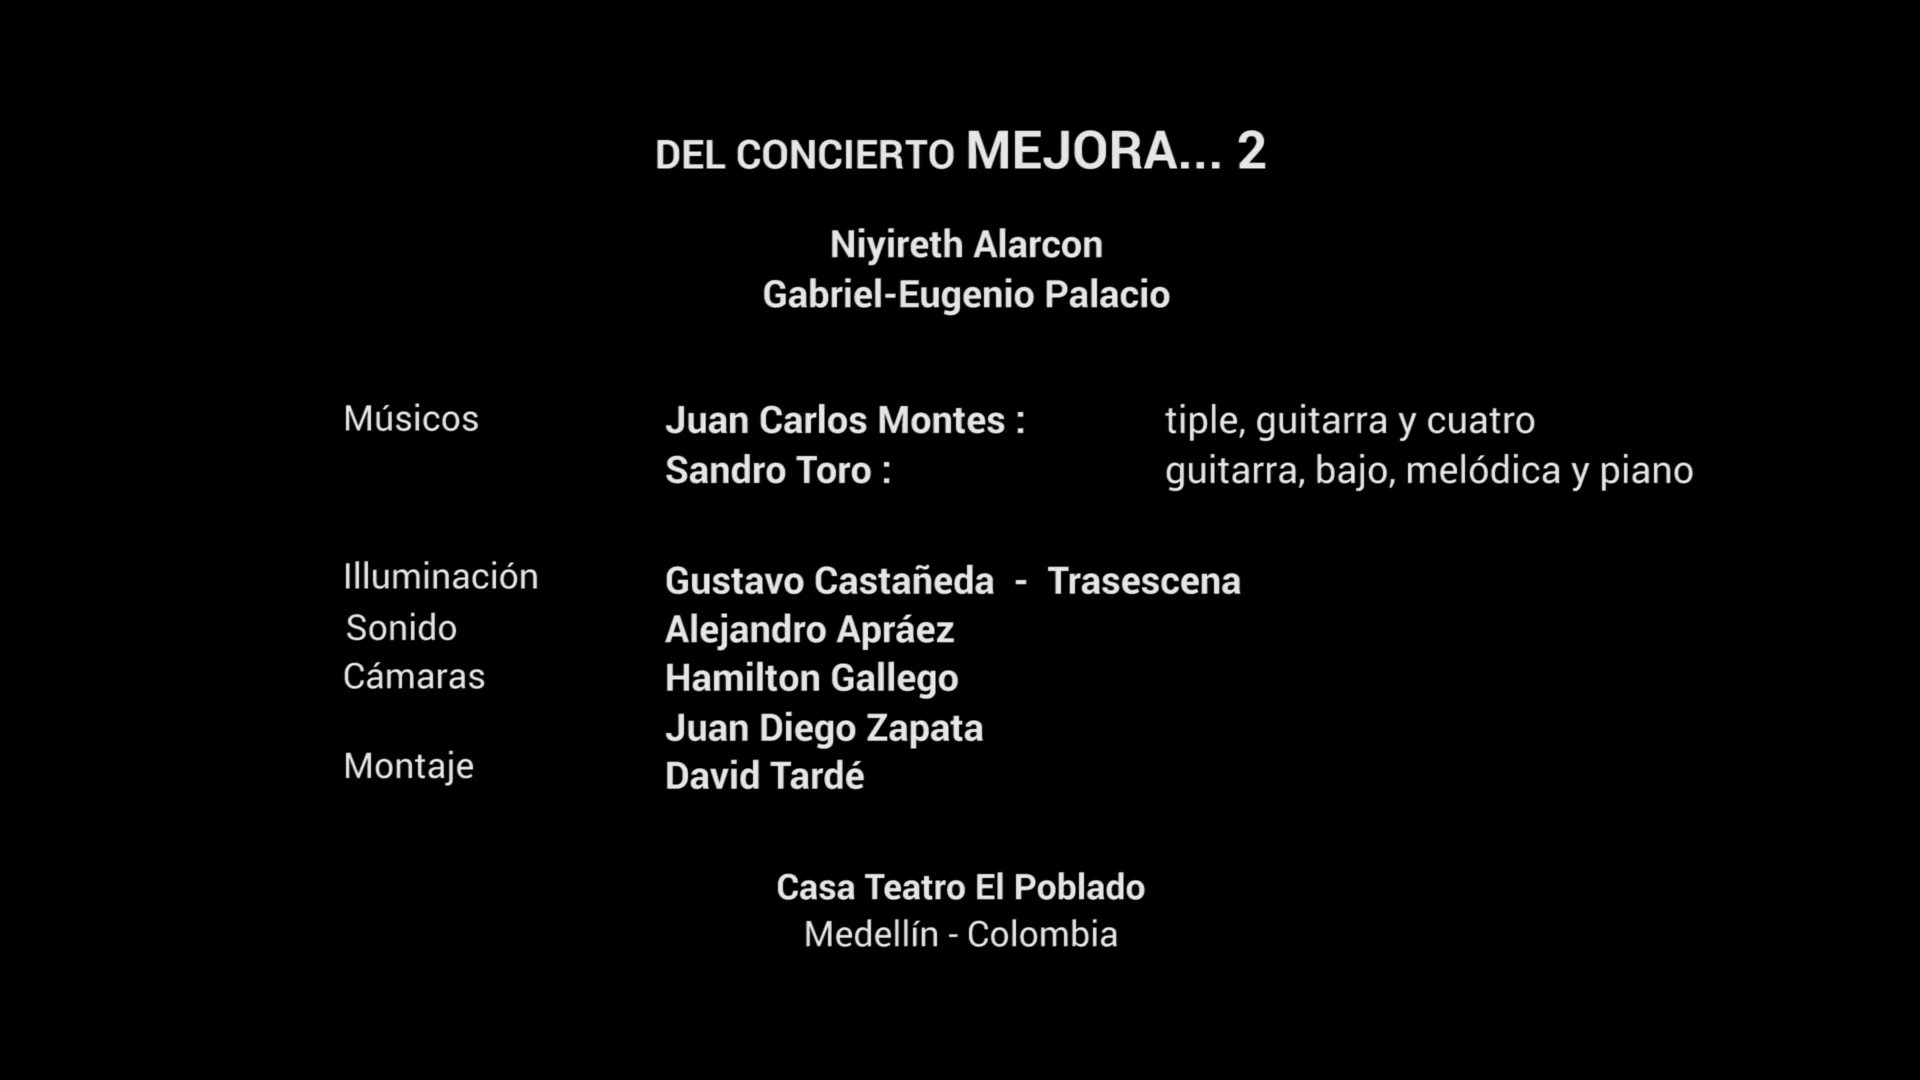 DEL CONCIERTO MEJORA... 2
Niyireth Alarcon
Gabriel-Eugenio Palacio
Músicos Juan Carlos Montes : tiple, guitarra y cuatro
Sandro Toro : guitarra, bajo, melódica y piano
Illuminación Gustavo Castañeda - Trasescena
Sonido Alejandro Apráez
Cámaras Hamilton Gallego
Juan Diego Zapata
Montaje David Tardé
Casa Teatro El Poblado
Medellín - Colombia